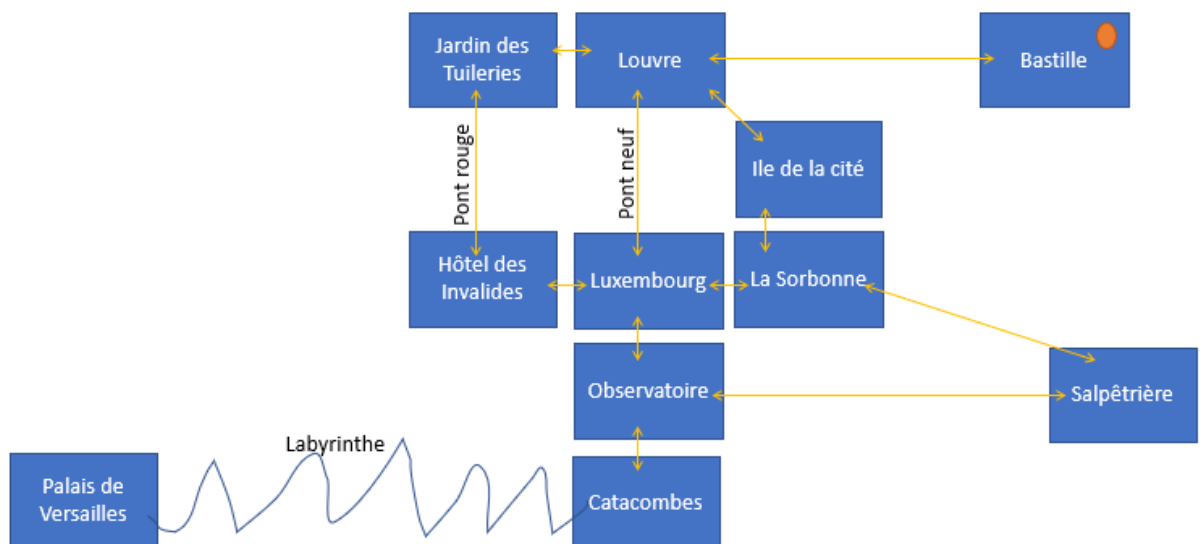 Jardin des
Tuileries
Louvre
Bastille
Pont rouge
Pont neuf
Ile de la cité
Hôtel des
Invalides
Luxembourg
La Sorbonne
Observatoire
Salpêtrière
Labyrinthe
Palais de
Versailles
Catacombes